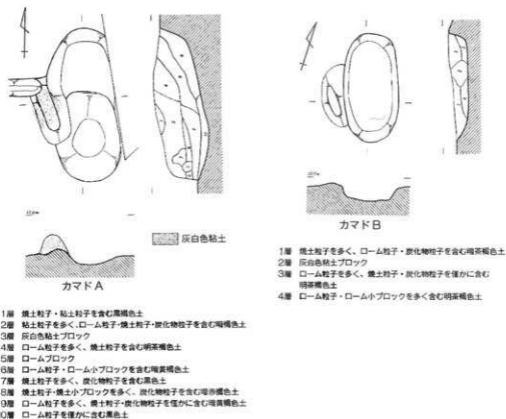 灰白色粘土
カマドA
1層 焼土粒子・粘土粒子を含む黒褐色土
2層 粘土粒子を多く、ローム粒子・焼土粒子・炭化物粒子を含む暗褐色土
3層 灰白色粘土ブロック
4層 ローム粒子を多く、焼土粒子を含む明茶褐色土
5層 ロームブロック
6層 ローム粒子・ローム小ブロックを含む暗黄褐色土
7層 焼土粒子を多く、炭化物粒子を含む黒色土
8層 焼土粒子・焼土小ブロックを多く、炭化物粒子を含む暗赤褐色土
9層 ローム粒子を多く、焼土粒子・炭化物粒子を僅かに含む暗黄褐色土
0層 ローム粒子を僅かに含む黒色土
カマドB
1層 焼土粒子を多く、ローム粒子・炭化物粒子を含む暗茶褐色土
2層 灰白色粘土ブロック
3層 ローム粒子を多く、焼土粒子・炭化物粒子を僅かに含む
明茶褐色土
4層 ローム粒子・ローム小ブロックを多く含む明茶褐色土